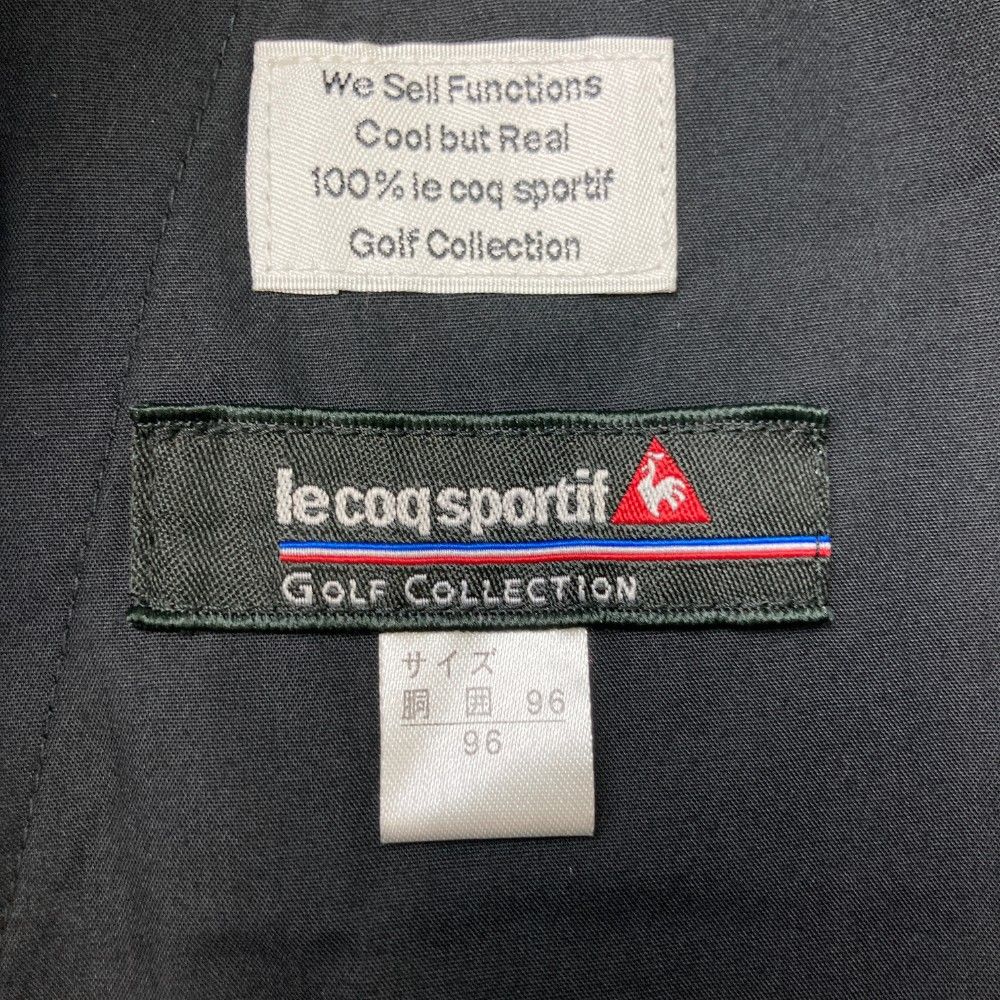 We Sell Functions
Cool but Real
100% le coq sportif
Golf Collection
le coq sportif
GOLF COLLECTION
サイズ
胴 囲 96
96